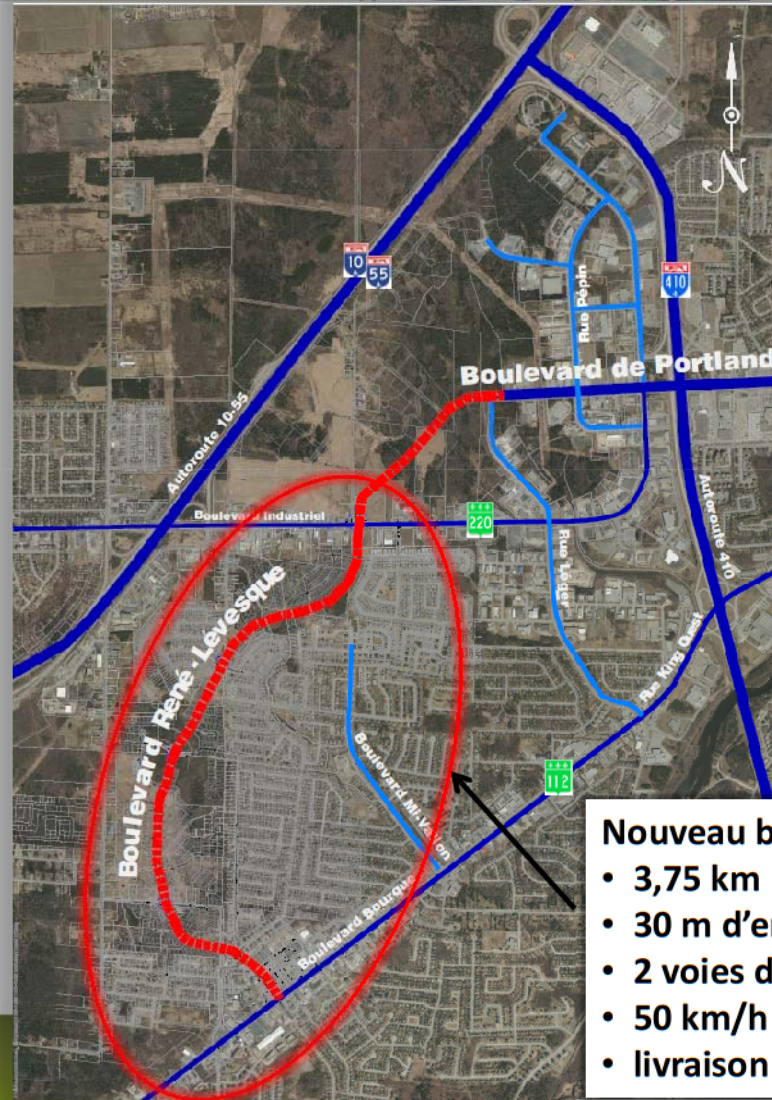 N
10
55
410
Rue Pépin
Boulevard de Portland
Autoroute 10-55
Boulevard Industriel
220
Autoroute 410
Rue Léger
Boulevard René-Lévesque
Rue King Ouest
Boulevard Mi-Vallon
112
Boulevard Bourque
Nouveau b
• 3,75 km
• 30 m d'e
• 2 voies d
• 50 km/h
• livraison